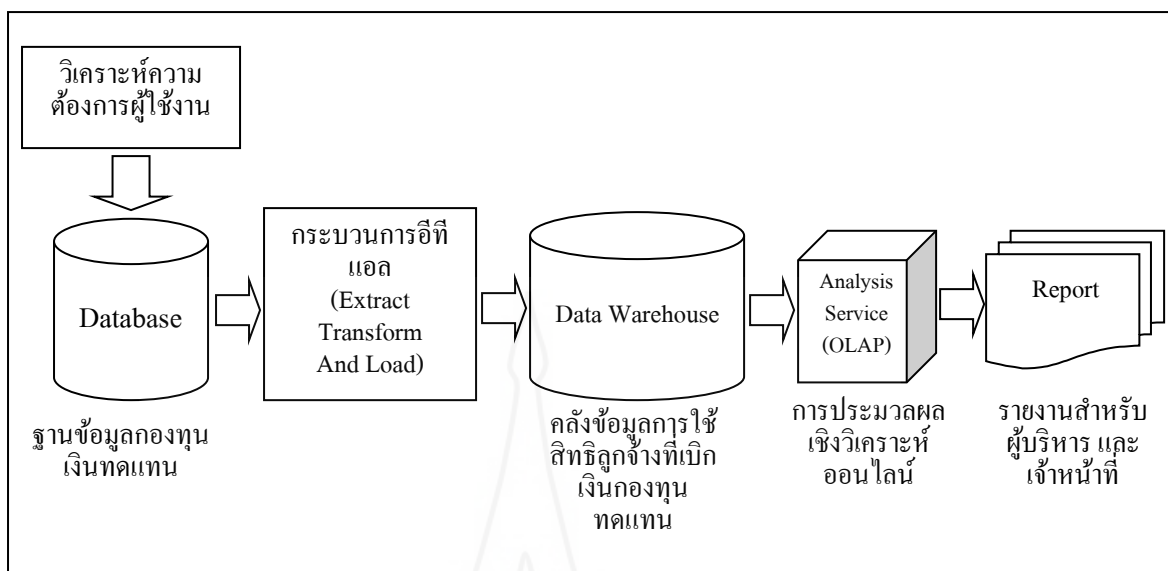 วิเคราะห์ความ
ต้องการผู้ใช้งาน
Database
กระบวนการอีที
แอล
(Extract
Transform
And Load)
Data Warehouse
Analysis
Service
(OLAP)
Report
ฐานข้อมูลกองทุน
เงินทดแทน
คลังข้อมูลการใช้
สิทธิลูกจ้างที่เบิก
เงินกองทุน
ทดแทน
การประมวลผล
เชิงวิเคราะห์
ออนไลน์
รายงานสำหรับ
ผู้บริหาร และ
เจ้าหน้าที่